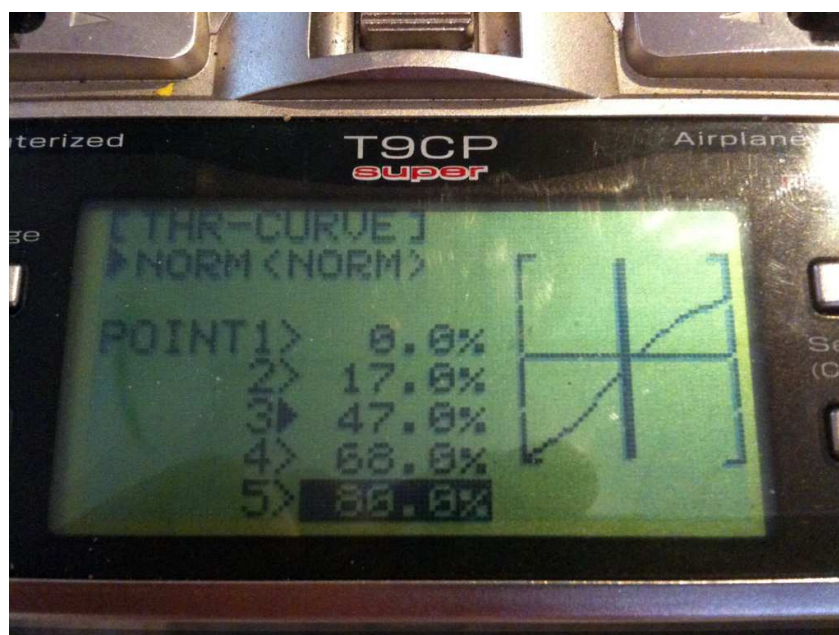 terized
T9CP
super
Airplane
[THR-CURVE]
▶NORM<NORM>
POINT1> 0.0%
2> 17.0%
3▶ 47.0%
4> 68.0%
5> 80.0%